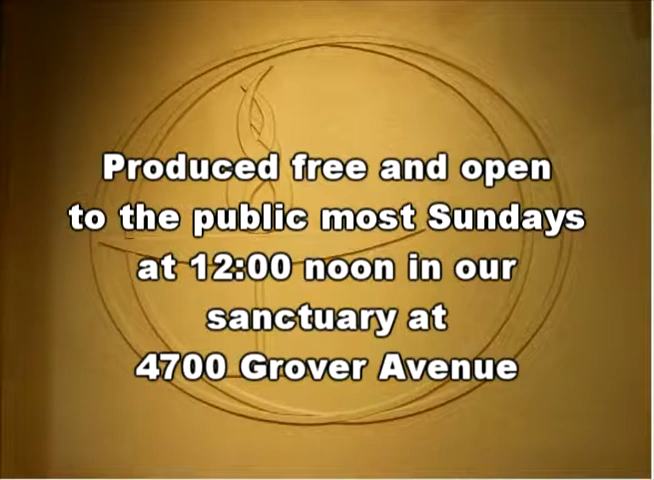 Produced free and open
to the public most Sundays
at 12:00 noon in our
sanctuary at
4700 Grover Avenue